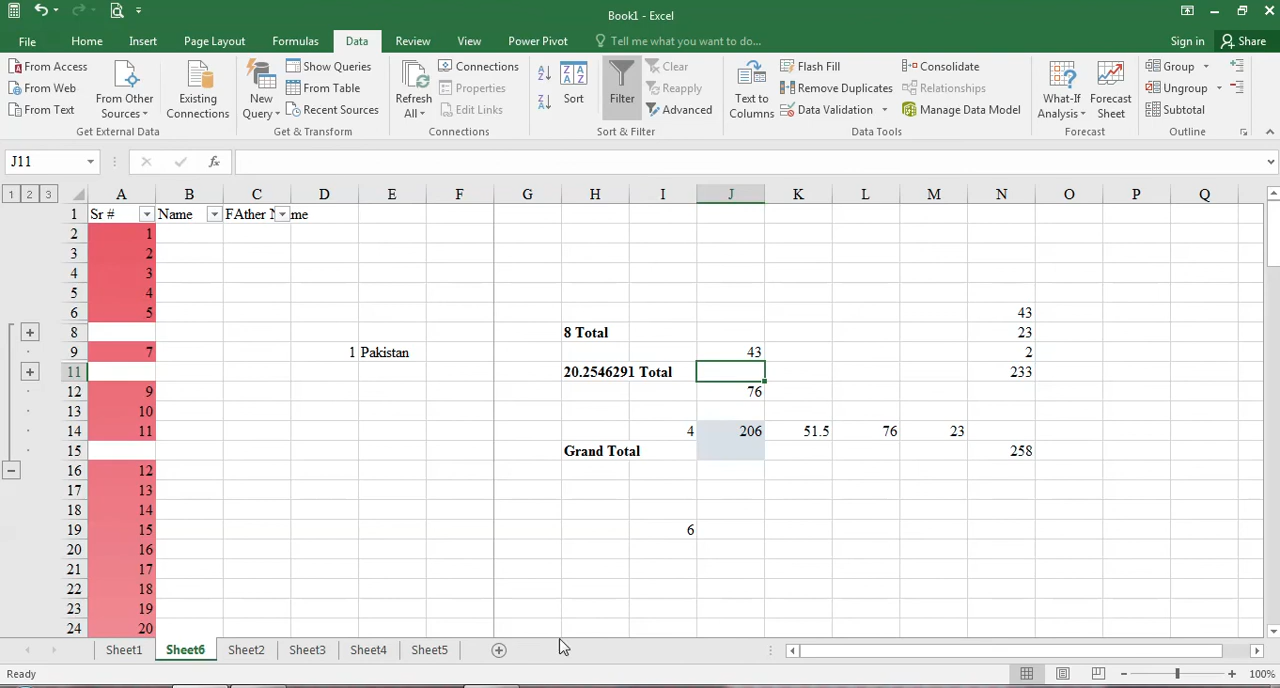 Book1 - Excel
File Home Insert Page Layout Formulas Data Review View Power Pivot Tell me what you want to do... Sign in Share
From Access
From Web
From Text
From Other Sources
Existing Connections
Get External Data
New Query
Show Queries
From Table
Recent Sources
Get & Transform
Refresh All
Connections
Properties
Edit Links
Connections
Sort
Filter
Clear
Reapply
Advanced
Sort & Filter
Text to Columns
Flash Fill
Remove Duplicates
Data Validation
Consolidate
Relationships
Manage Data Model
Data Tools
What-If Analysis
Forecast Sheet
Forecast
Group
Ungroup
Subtotal
Outline
J11 fx
1 2 3 A B C D E F G H I J K L M N O P Q
1 Sr # Name FAther Name
2 1
3 2
4 3
5 4
6 5 43
8 8 Total 23
9 7 1 Pakistan 43 2
11 20.2546291 Total 233
12 9 76
13 10
14 11 4 206 51.5 76 23
15 Grand Total 258
16 12
17 13
18 14
19 15 6
20 16
21 17
22 18
23 19
24 20
Sheet1 Sheet6 Sheet2 Sheet3 Sheet4 Sheet5
Ready 100%